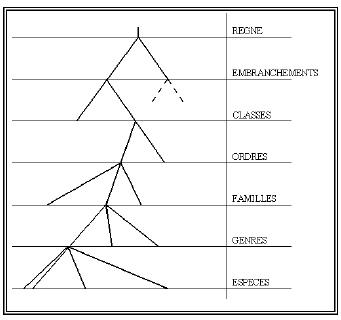 REGNE
EMBRANCHEMENTS
CLASSES
ORDRES
FAMILLES
GENRES
ESPECES